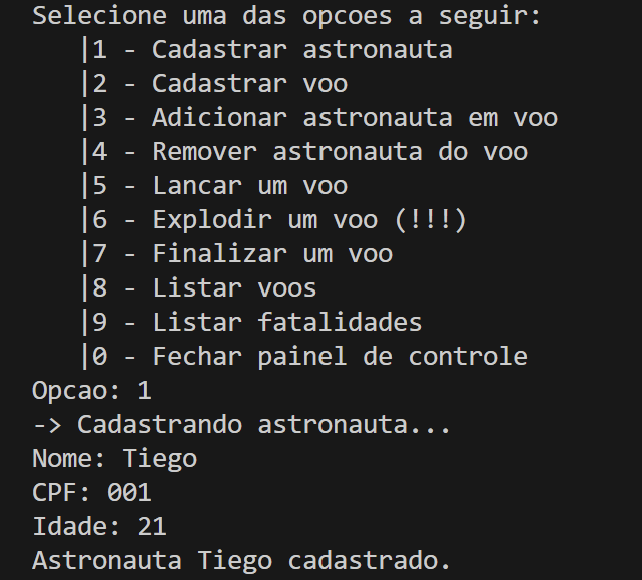 Selecione uma das opcoes a seguir:
|1 - Cadastrar astronauta
|2 - Cadastrar voo
|3 - Adicionar astronauta em voo
|4 - Remover astronauta do voo
|5 - Lancar um voo
|6 - Explodir um voo (!!!)
|7 - Finalizar um voo
|8 - Listar voos
|9 - Listar fatalidades
|0 - Fechar painel de controle
Opcao: 1
-> Cadastrando astronauta...
Nome: Tiego
CPF: 001
Idade: 21
Astronauta Tiego cadastrado.